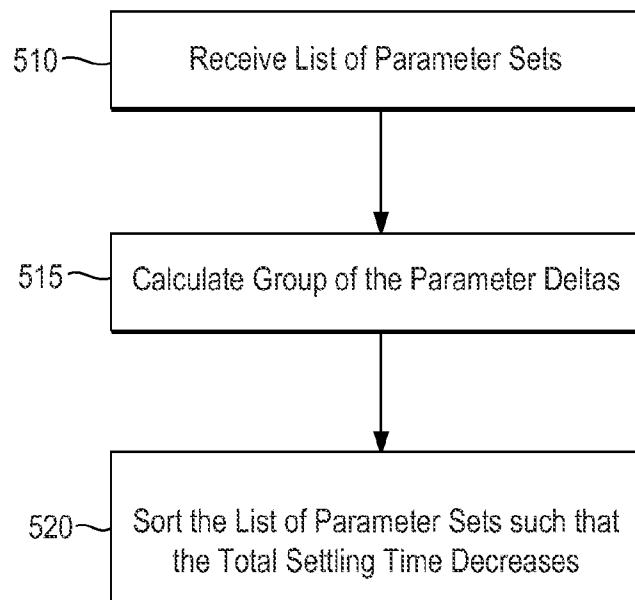 510
Receive List of Parameter Sets
515
Calculate Group of the Parameter Deltas
520
Sort the List of Parameter Sets such that
the Total Settling Time Decreases